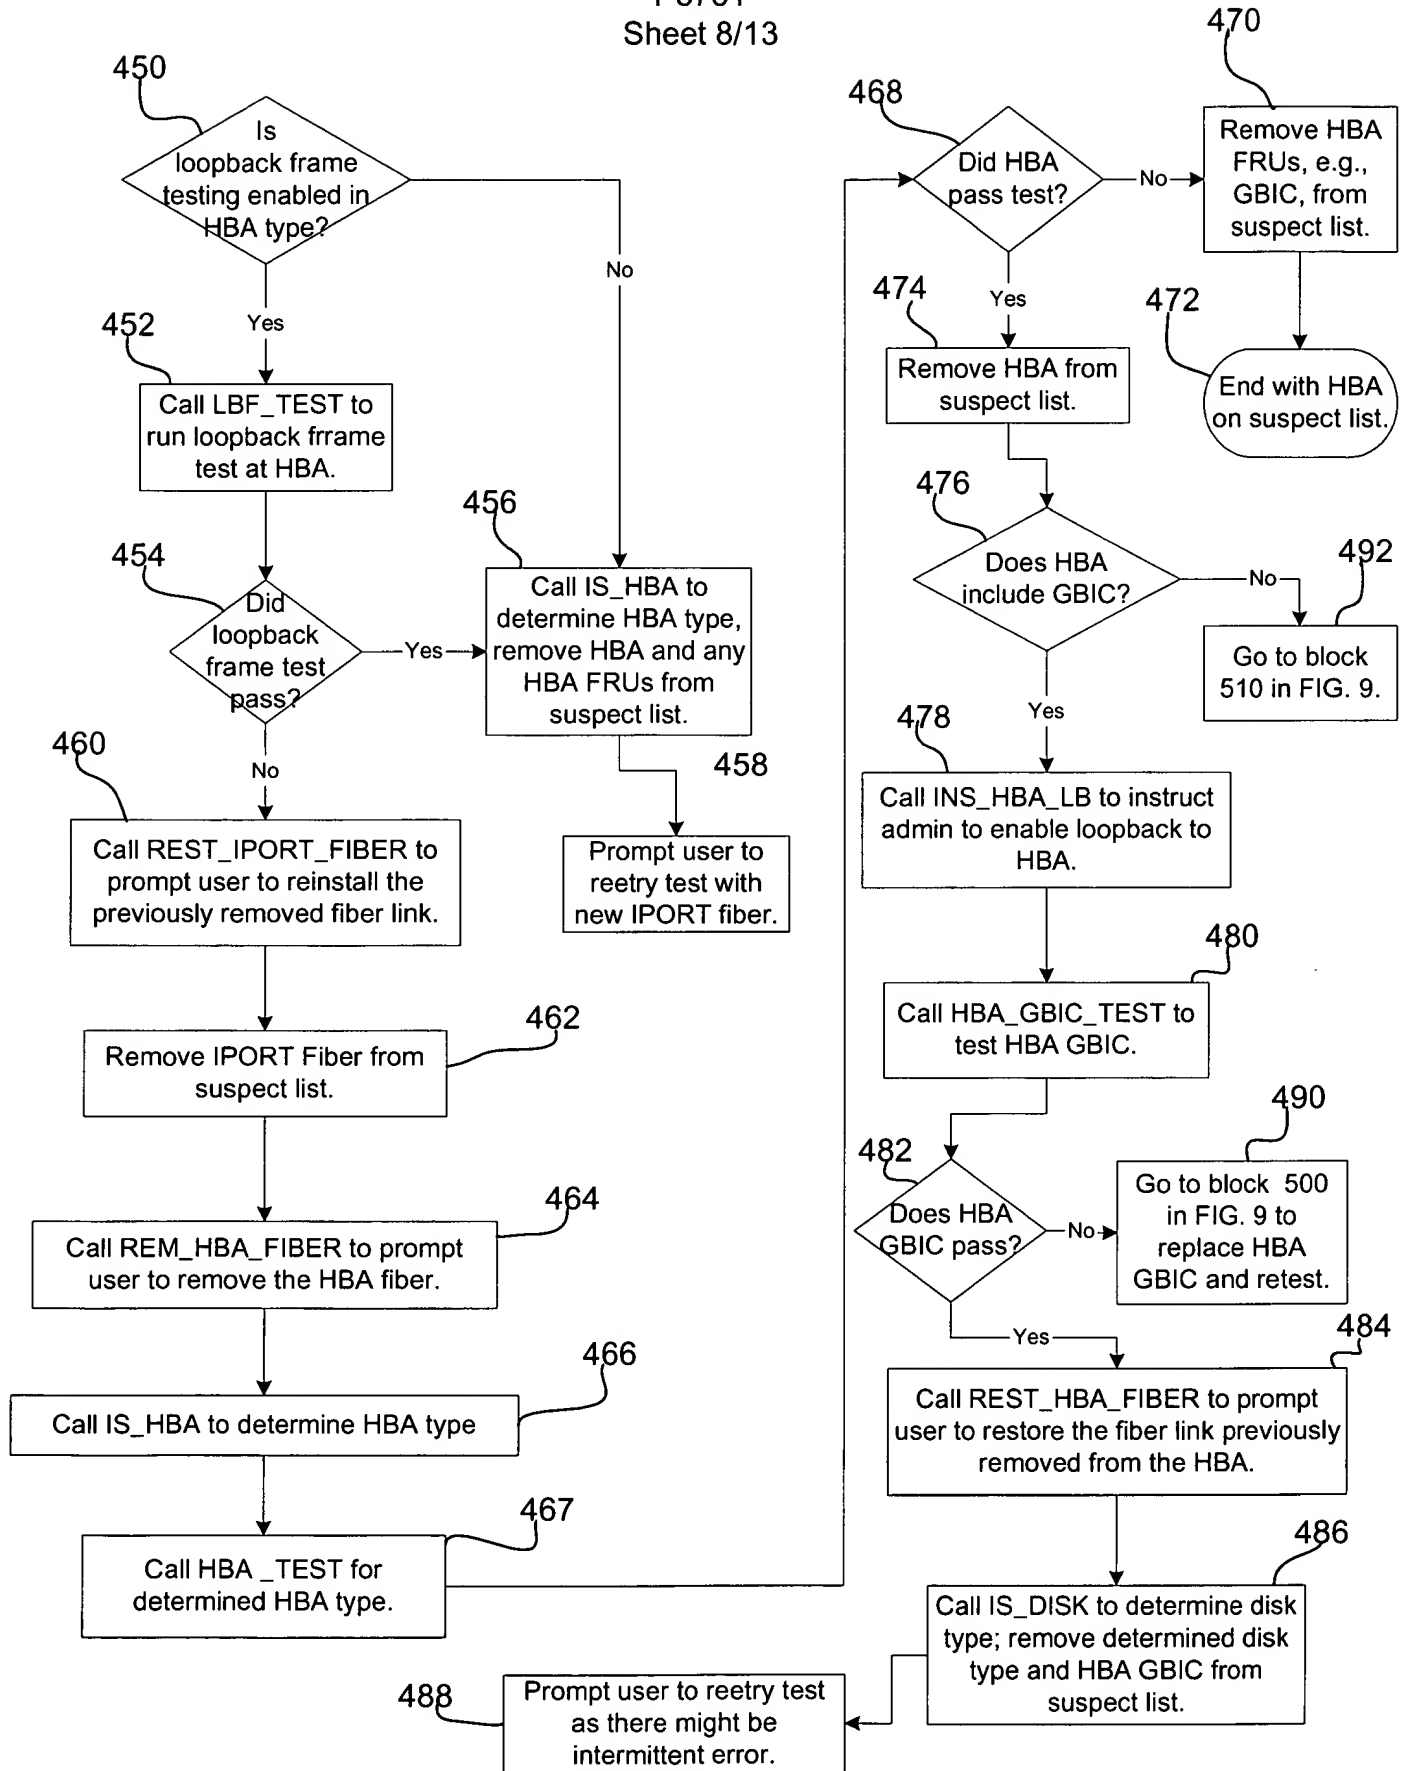 Sheet 8/13
450
Is
loopback frame
testing enabled in
HBA type?
No
Yes
452
Call LBF_TEST to
run loopback frrame
test at HBA.
454
Did
loopback
frame test
pass?
Yes
No
456
Call IS_HBA to
determine HBA type,
remove HBA and any
HBA FRUs from
suspect list.
458
Prompt user to
reetry test with
new IPORT fiber.
460
Call REST_IPORT_FIBER to
prompt user to reinstall the
previously removed fiber link.
462
Remove IPORT Fiber from
suspect list.
464
Call REM_HBA_FIBER to prompt
user to remove the HBA fiber.
466
Call IS_HBA to determine HBA type
467
Call HBA _TEST for
determined HBA type.
468
Did HBA
pass test?
No
Yes
470
Remove HBA
FRUs, e.g.,
GBIC, from
suspect list.
472
End with HBA
on suspect list.
474
Remove HBA from
suspect list.
476
Does HBA
include GBIC?
No
Yes
492
Go to block
510 in FIG. 9.
478
Call INS_HBA_LB to instruct
admin to enable loopback to
HBA.
480
Call HBA_GBIC_TEST to
test HBA GBIC.
482
Does HBA
GBIC pass?
No
Yes
490
Go to block 500
in FIG. 9 to
replace HBA
GBIC and retest.
484
Call REST_HBA_FIBER to prompt
user to restore the fiber link previously
removed from the HBA.
486
Call IS_DISK to determine disk
type; remove determined disk
type and HBA GBIC from
suspect list.
488
Prompt user to reetry test
as there might be
intermittent error.